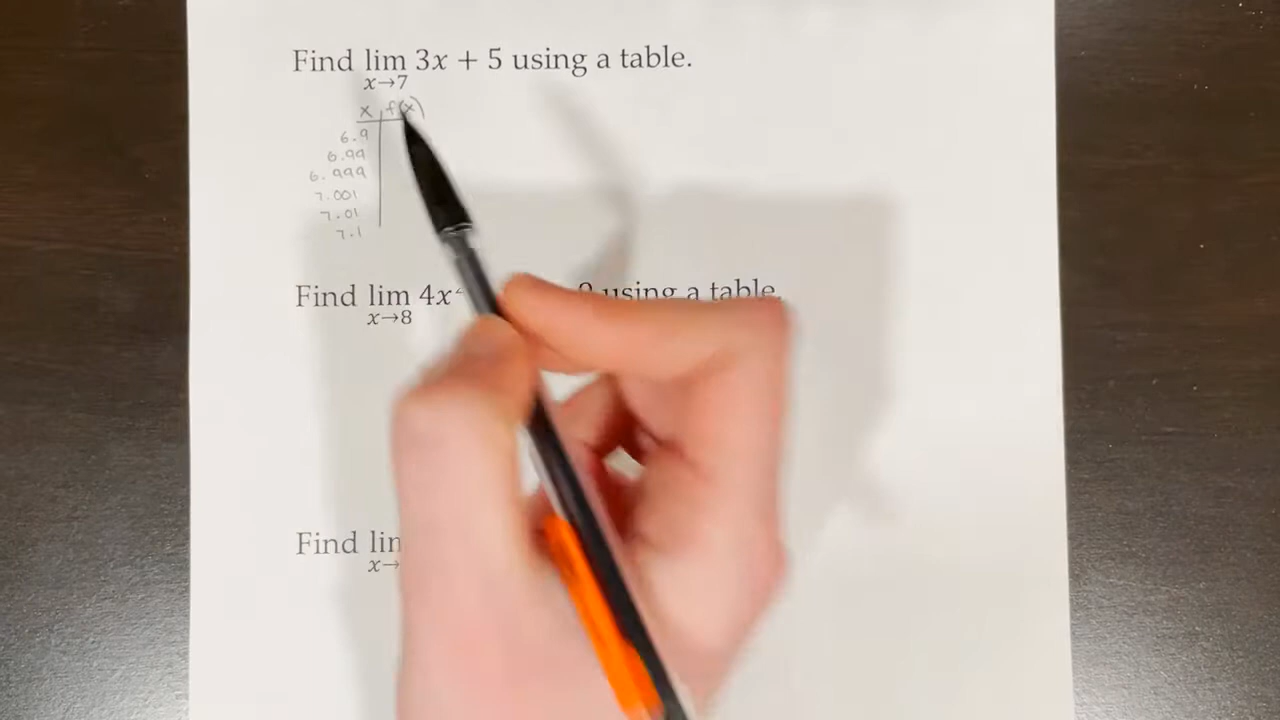 Find lim 3x + 5 using a table.
x→7
x f(x)
6.9
6.99
6.999
7.001
7.01
7.1
Find lim 4x using a table.
x→8
Find lim
x→